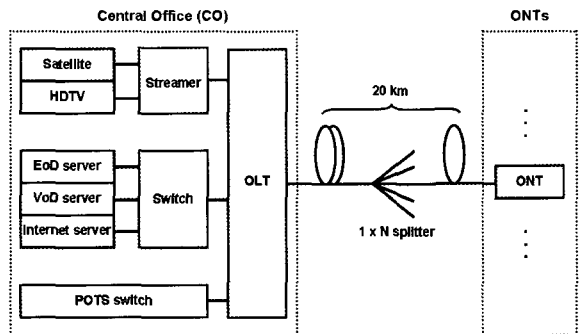 Central Office (CO)
ONTs
Satellite
HDTV
Streamer
20 km
EoD server
VoD server
Internet server
Switch
OLT
ONT
1 x N splitter
POTS switch